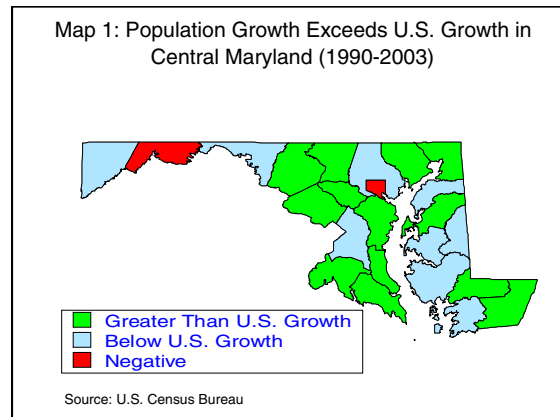 Map 1: Population Growth Exceeds U.S. Growth in
Central Maryland (1990-2003)
Greater Than U.S. Growth
Below U.S. Growth
Negative
Source: U.S. Census Bureau